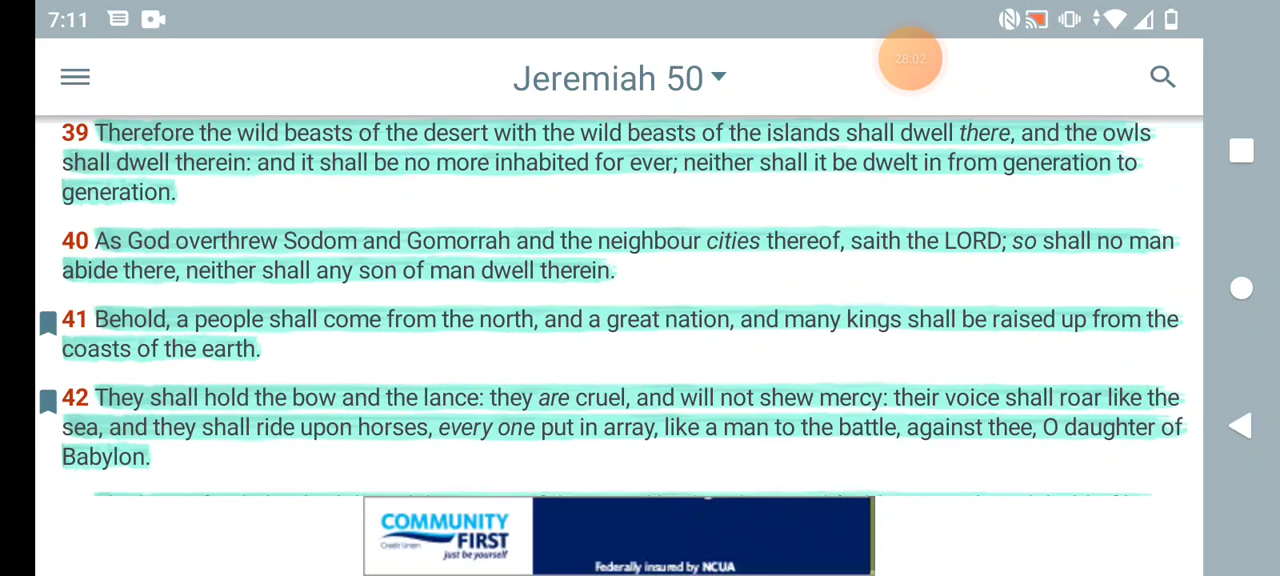 7:11
28:02
Jeremiah 50
39 Therefore the wild beasts of the desert with the wild beasts of the islands shall dwell there, and the owls
shall dwell therein: and it shall be no more inhabited for ever; neither shall it be dwelt in from generation to
generation.
40 As God overthrew Sodom and Gomorrah and the neighbour cities thereof, saith the LORD; so shall no man
abide there, neither shall any son of man dwell therein.
41 Behold, a people shall come from the north, and a great nation, and many kings shall be raised up from the
coasts of the earth.
42 They shall hold the bow and the lance: they are cruel, and will not shew mercy: their voice shall roar like the
sea, and they shall ride upon horses, every one put in array, like a man to the battle, against thee, O daughter of
Babylon.
COMMUNITY
FIRST
Credit Union
just be yourself
Federally insured by NCUA